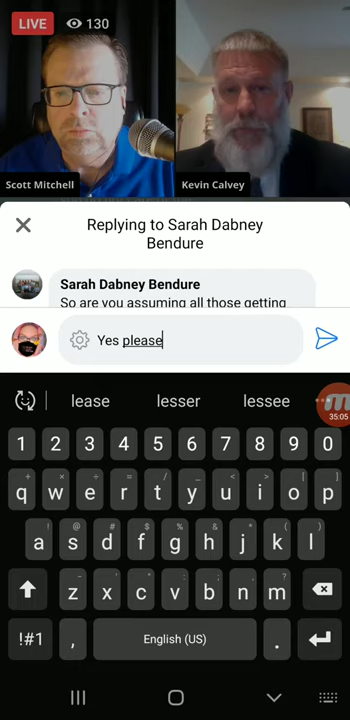 LIVE 130
Scott Mitchell Kevin Calvey
Replying to Sarah Dabney
Bendure
Sarah Dabney Bendure
So are you assuming all those getting
Yes please
lease lesser lessee
35:05
1 2 3 4 5 6 7 8 9 0
+ × ÷ = / _ < > [ ]
q w e r t y u i o p
! @ # $ % ^ & * ( )
a s d f g h j k l
- ' " : ; , ?
z x c v b n m
!#1 , English (US) .